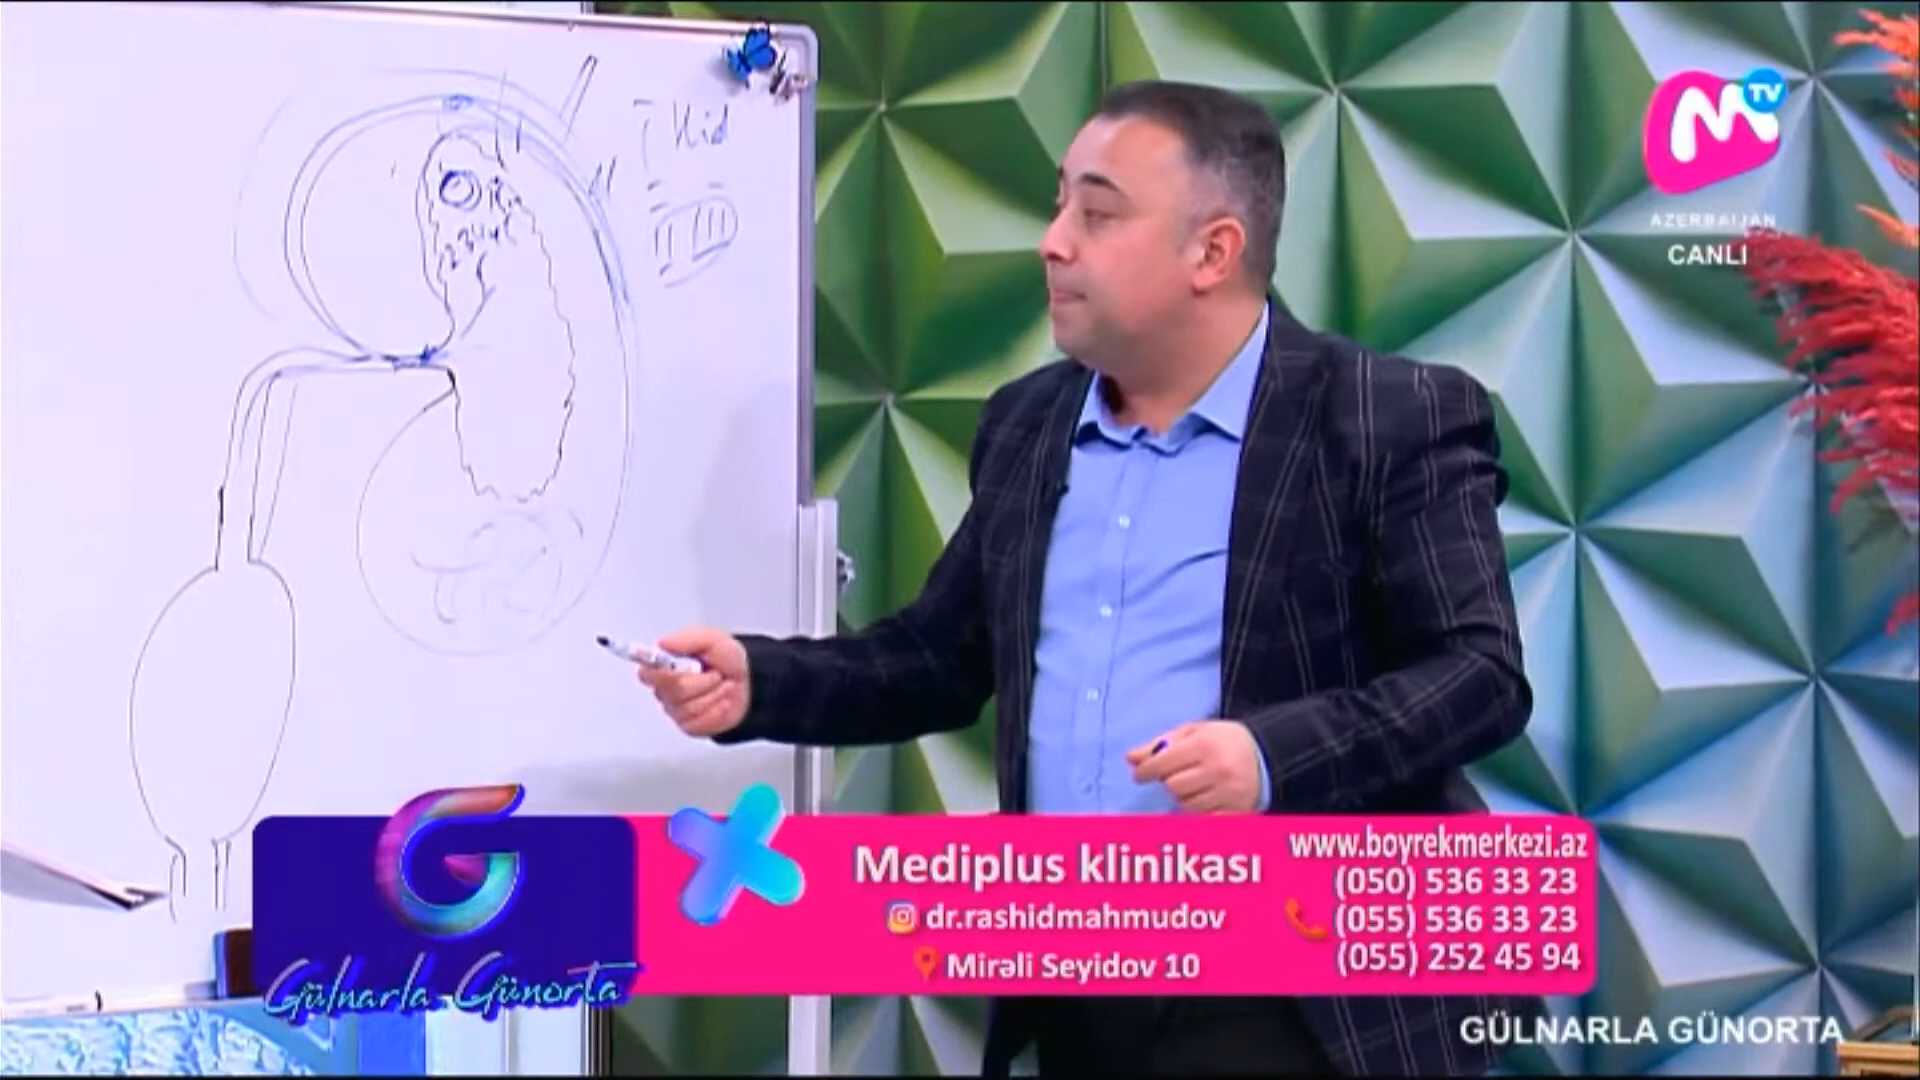 TV
AZERBAIJAN
CANLI
Mediplus klinikası
dr.rashidmahmudov
Mirəli Seyidov 10
www.boyrekmerkezi.az
(050) 536 33 23
(055) 536 33 23
(055) 252 45 94
Gülnarla Günorta
GÜLNARLA GÜNORTA